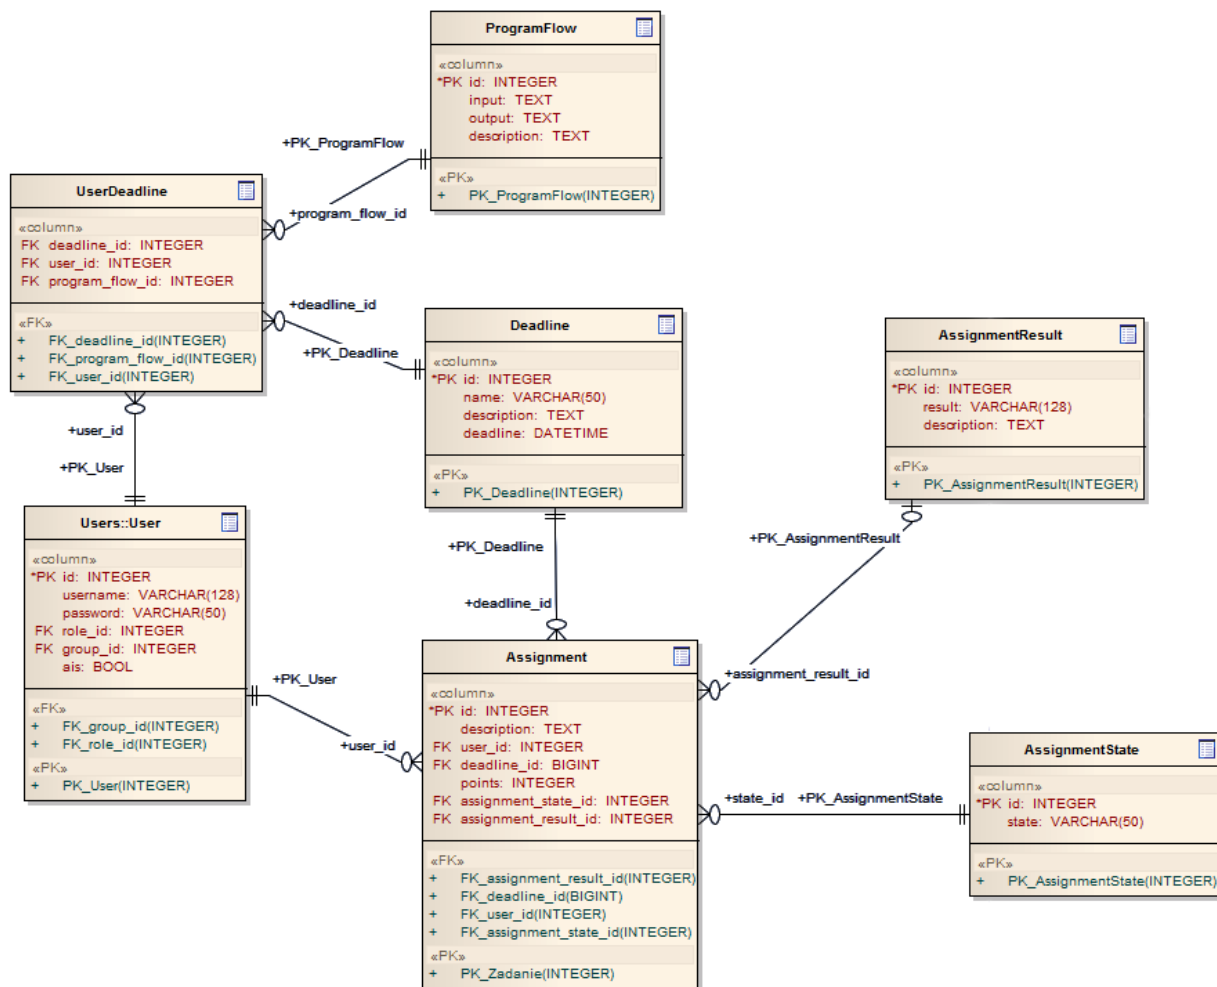 ProgramFlow
«column»
*PK id: INTEGER
input: TEXT
output: TEXT
description: TEXT
«PK»
+ PK_ProgramFlow(INTEGER)
+PK_ProgramFlow
+program_flow_id
UserDeadline
«column»
FK deadline_id: INTEGER
FK user_id: INTEGER
FK program_flow_id: INTEGER
«FK»
+ FK_deadline_id(INTEGER)
+ FK_program_flow_id(INTEGER)
+ FK_user_id(INTEGER)
+deadline_id
+PK_Deadline
Deadline
«column»
*PK id: INTEGER
name: VARCHAR(50)
description: TEXT
deadline: DATETIME
«PK»
+ PK_Deadline(INTEGER)
AssignmentResult
«column»
*PK id: INTEGER
result: VARCHAR(128)
description: TEXT
«PK»
+ PK_AssignmentResult(INTEGER)
+user_id
+PK_User
Users::User
«column»
*PK id: INTEGER
username: VARCHAR(128)
password: VARCHAR(50)
FK role_id: INTEGER
FK group_id: INTEGER
ais: BOOL
«FK»
+ FK_group_id(INTEGER)
+ FK_role_id(INTEGER)
«PK»
+ PK_User(INTEGER)
+PK_Deadline
+deadline_id
+PK_AssignmentResult
+assignment_result_id
+PK_User
+user_id
Assignment
«column»
*PK id: INTEGER
description: TEXT
FK user_id: INTEGER
FK deadline_id: BIGINT
points: INTEGER
FK assignment_state_id: INTEGER
FK assignment_result_id: INTEGER
«FK»
+ FK_assignment_result_id(INTEGER)
+ FK_deadline_id(BIGINT)
+ FK_user_id(INTEGER)
+ FK_assignment_state_id(INTEGER)
«PK»
+ PK_Zadanie(INTEGER)
+state_id +PK_AssignmentState
AssignmentState
«column»
*PK id: INTEGER
state: VARCHAR(50)
«PK»
+ PK_AssignmentState(INTEGER)